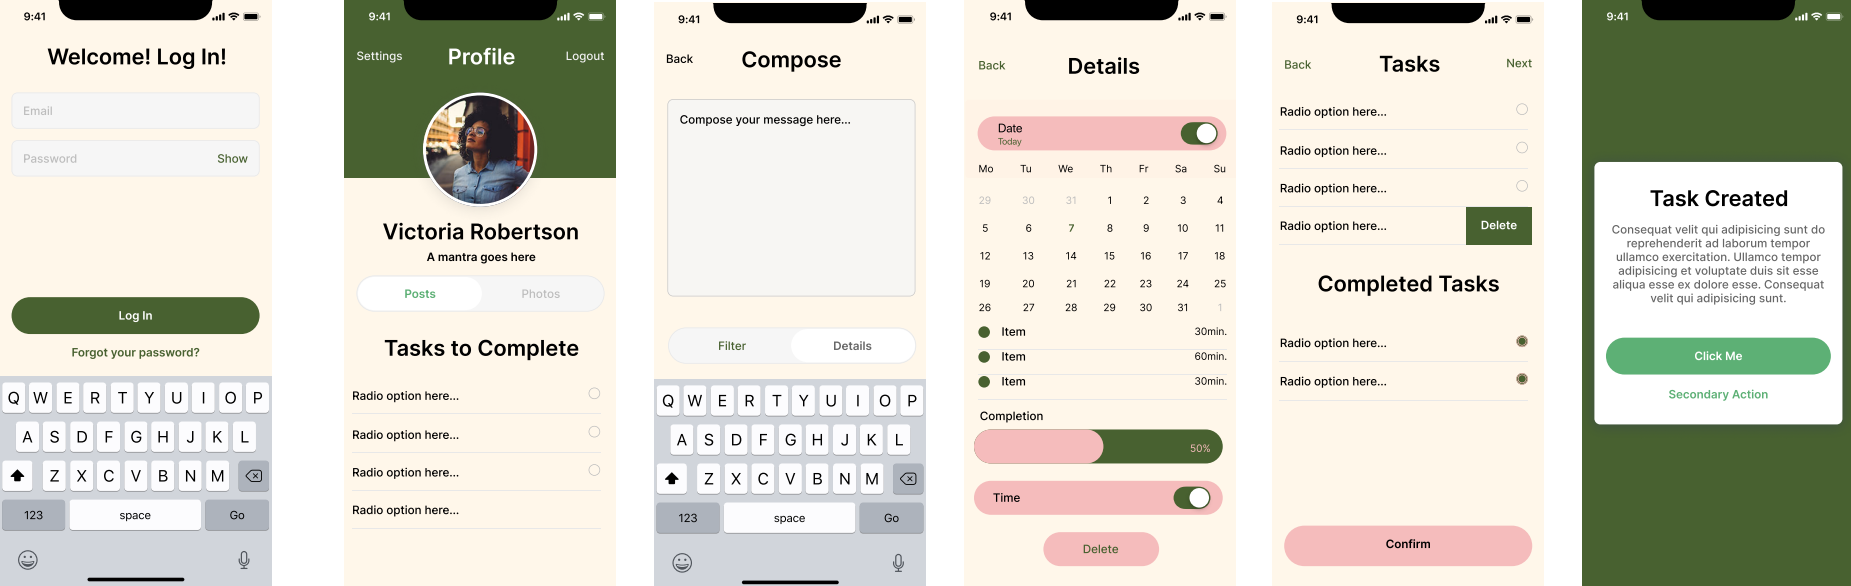 9:41
Welcome! Log In!
Email
Password Show
Log In
Forgot your password?
Q W E R T Y U I O P
A S D F G H J K L
Z X C V B N M
123 space Go
9:41
Settings Profile Logout
Victoria Robertson
A mantra goes here
Posts Photos
Tasks to Complete
Radio option here...
Radio option here...
Radio option here...
Radio option here...
9:41
Back Compose
Compose your message here...
Filter Details
Q W E R T Y U I O P
A S D F G H J K L
Z X C V B N M
123 space Go
9:41
Back Details
Date
Today
Mo Tu We Th Fr Sa Su
29 30 31 1 2 3 4
5 6 7 8 9 10 11
12 13 14 15 16 17 18
19 20 21 22 23 24 25
26 27 28 29 30 31 1
Item 30min.
Item 60min.
Item 30min.
Completion
50%
Time
Delete
9:41
Back Tasks Next
Radio option here...
Radio option here...
Radio option here...
Radio option here... Delete
Completed Tasks
Radio option here...
Radio option here...
Confirm
9:41
Task Created
Consequat velit qui adipisicing sunt do
reprehenderit ad laborum tempor
ullamco exercitation. Ullamco tempor
adipisicing et voluptate duis sit esse
aliqua esse ex dolore esse. Consequat
velit qui adipisicing sunt.
Click Me
Secondary Action